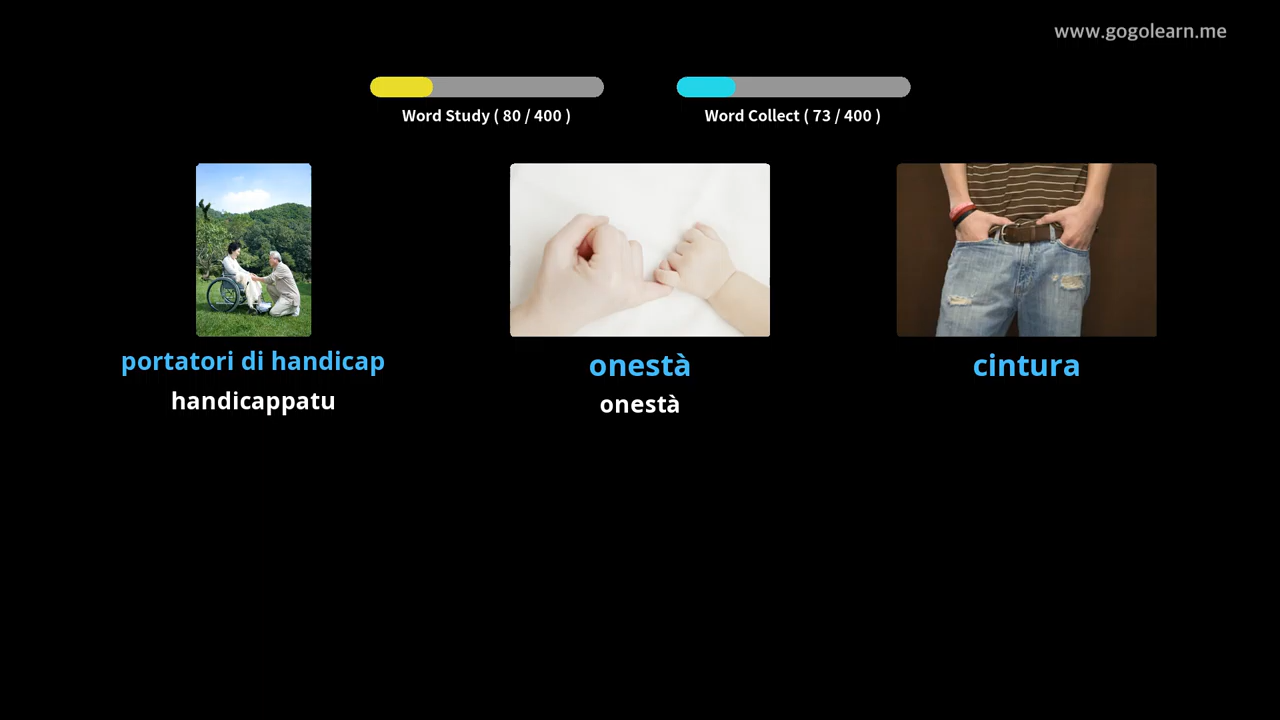 www.gogolearn.me
Word Study ( 80 / 400 )
Word Collect ( 73 / 400 )
portatori di handicap
handicappatu
onestà
onestà
cintura